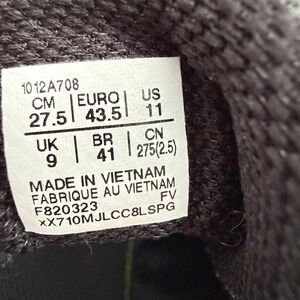 1012A708
CM EURO US
27.5 43.5 11
UK BR CN
9 41 275(2.5)
MADE IN VIETNAM
FABRIQUE AU VIETNAM
F820323 FV
xX710MJLCC8LSPG